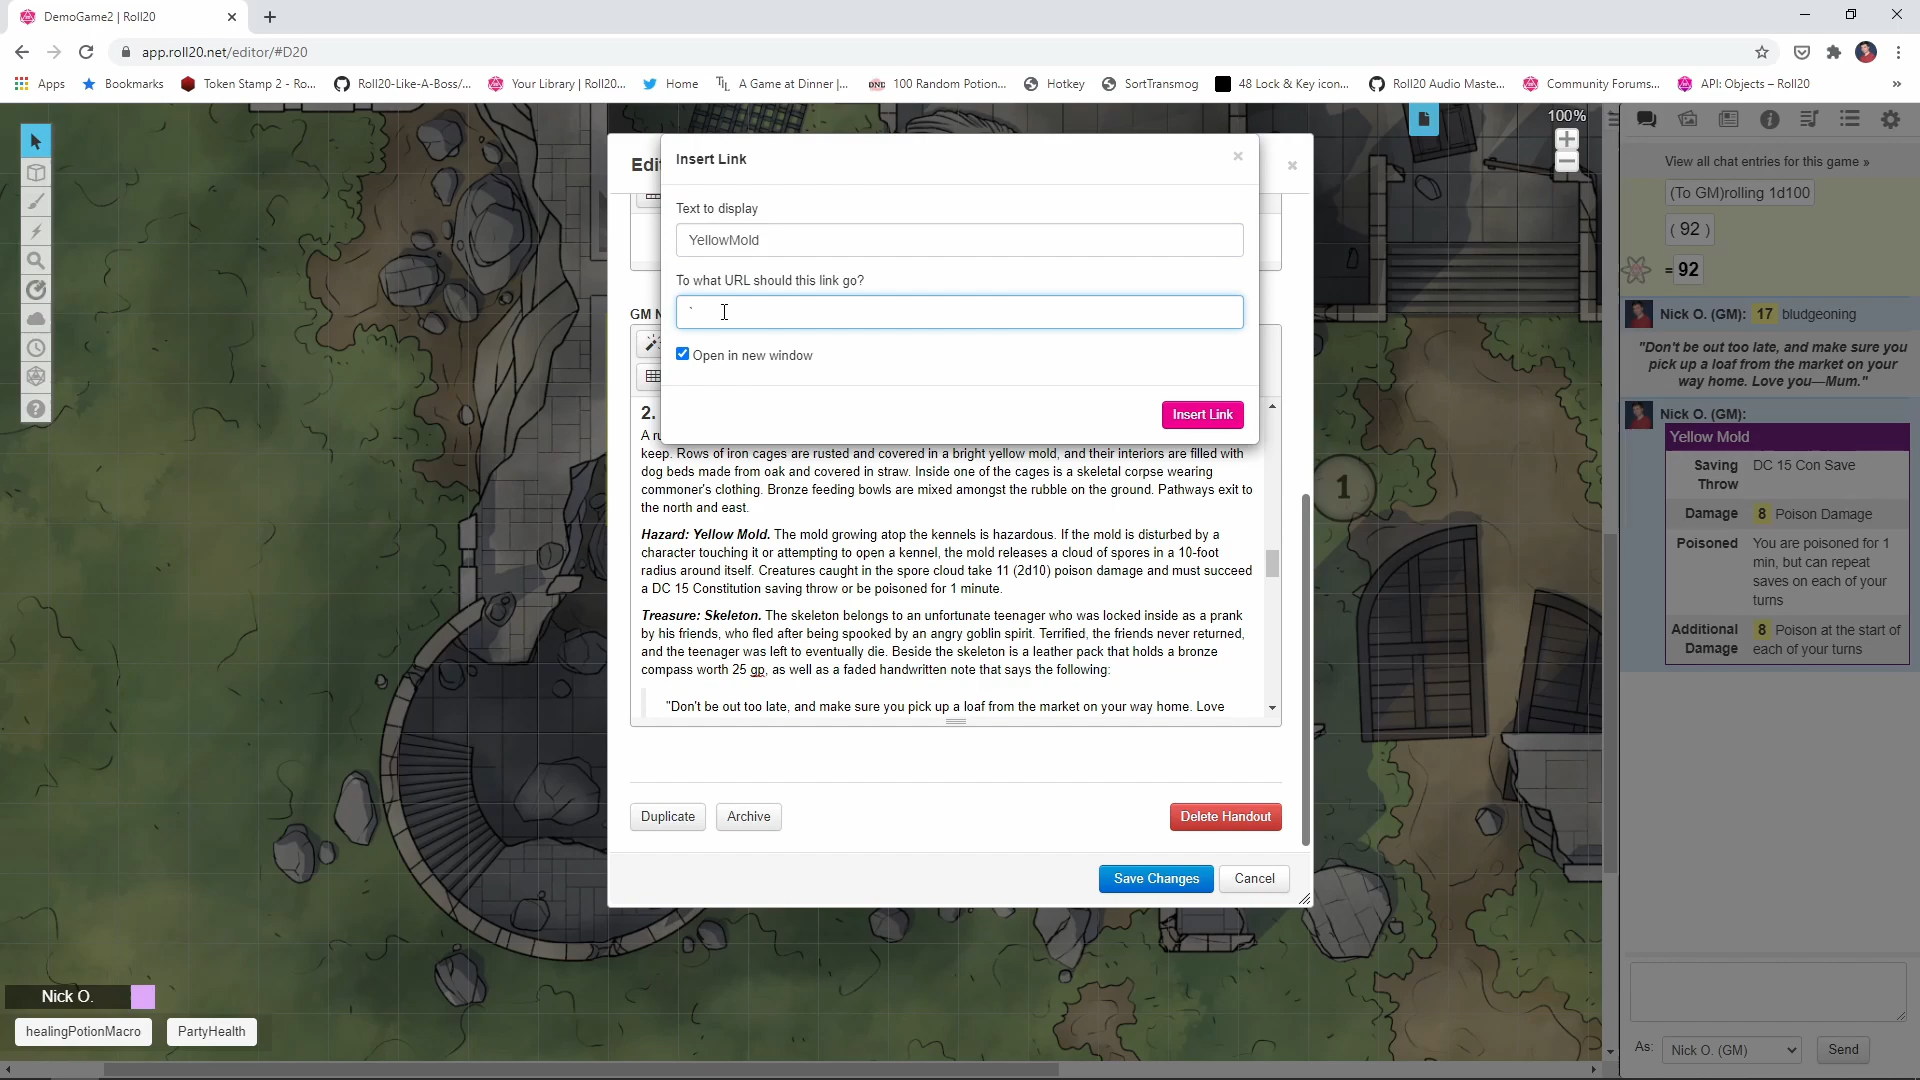 DemoGame2 | Roll20
app.roll20.net/editor/#D20
Apps
Bookmarks
Token Stamp 2 - Ro...
Roll20-Like-A-Boss/...
Your Library | Roll20...
Home
A Game at Dinner |...
100 Random Potion...
Hotkey
SortTransmog
48 Lock & Key icon...
Roll20 Audio Maste...
Community Forums...
API: Objects – Roll20
»
100%
Edit
Insert Link
Text to display
YellowMold
To what URL should this link go?
`
Open in new window
Insert Link
GM N
2.
A ru
keep. Rows of iron cages are rusted and covered in a bright yellow mold, and their interiors are filled with
dog beds made from oak and covered in straw. Inside one of the cages is a skeletal corpse wearing
commoner's clothing. Bronze feeding bowls are mixed amongst the rubble on the ground. Pathways exit to
the north and east.
Hazard: Yellow Mold. The mold growing atop the kennels is hazardous. If the mold is disturbed by a
character touching it or attempting to open a kennel, the mold releases a cloud of spores in a 10-foot
radius around itself. Creatures caught in the spore cloud take 11 (2d10) poison damage and must succeed
a DC 15 Constitution saving throw or be poisoned for 1 minute.
Treasure: Skeleton. The skeleton belongs to an unfortunate teenager who was locked inside as a prank
by his friends, who fled after being spooked by an angry goblin spirit. Terrified, the friends never returned,
and the teenager was left to eventually die. Beside the skeleton is a leather pack that holds a bronze
compass worth 25 gp, as well as a faded handwritten note that says the following:
"Don't be out too late, and make sure you pick up a loaf from the market on your way home. Love
Duplicate
Archive
Delete Handout
Save Changes
Cancel
1
View all chat entries for this game »
(To GM)rolling 1d100
( 92 )
= 92
Nick O. (GM): 17 bludgeoning
"Don't be out too late, and make sure you
pick up a loaf from the market on your
way home. Love you—Mum."
Nick O. (GM):
Yellow Mold
Saving Throw DC 15 Con Save
Damage 8 Poison Damage
Poisoned You are poisoned for 1
min, but can repeat
saves on each of your
turns
Additional 8 Poison at the start of
Damage each of your turns
As: Nick O. (GM)
Send
Nick O.
healingPotionMacro
PartyHealth